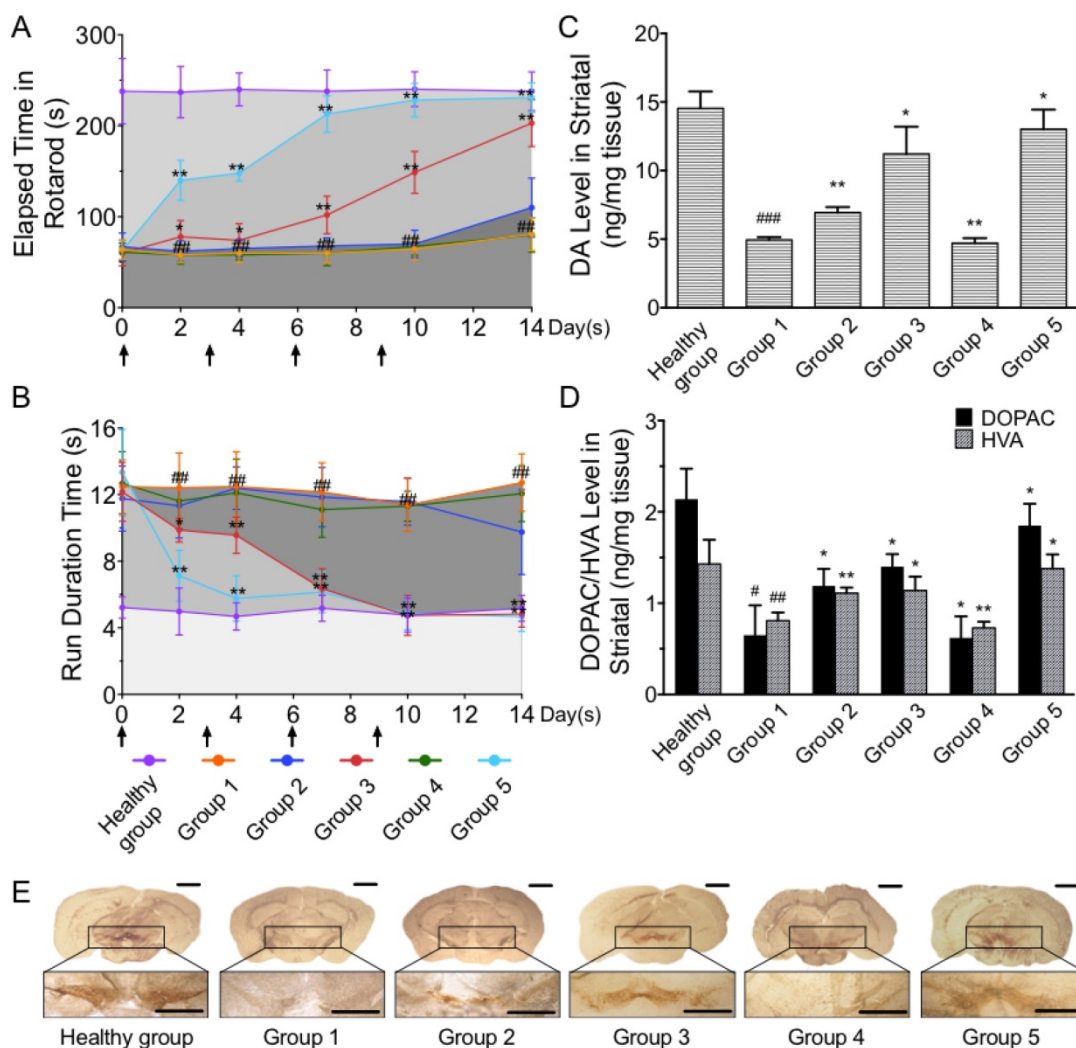 A
Elapsed Time in
Rotarod (s)
300
200
100
0
0 2 4 6 8 10 12 14 Day(s)
** ** ** ** **
* * ** ** **
## ## ## ## ##
B
Run Duration Time (s)
16
12
8
4
0
## ## ## ## ##
* ** ** ** **
** ** ** ** **
0 2 4 6 8 10 12 14 Day(s)
Healthy group
Group 1
Group 2
Group 3
Group 4
Group 5
C
DA Level in Striatal
(ng/mg tissue)
20
15
10
5
0
### ** * ** *
Healthy group
Group 1
Group 2
Group 3
Group 4
Group 5
D
DOPAC/HVA Level in
Striatal (ng/mg tissue)
3
2
1
0
DOPAC
HVA
# ## * ** * * * ** * *
Healthy group
Group 1
Group 2
Group 3
Group 4
Group 5
E
Healthy group
Group 1
Group 2
Group 3
Group 4
Group 5